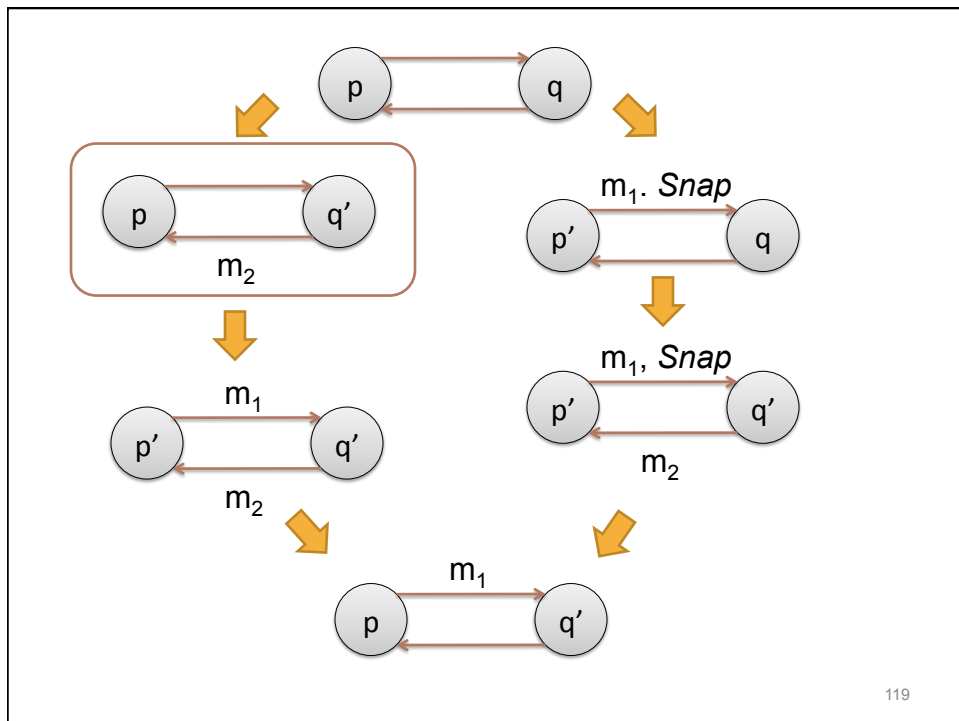 p q
p q’
m2
m1. Snap
p’ q
m1
p’ q’
m2
m1, Snap
p’ q’
m2
m1
p q’
119